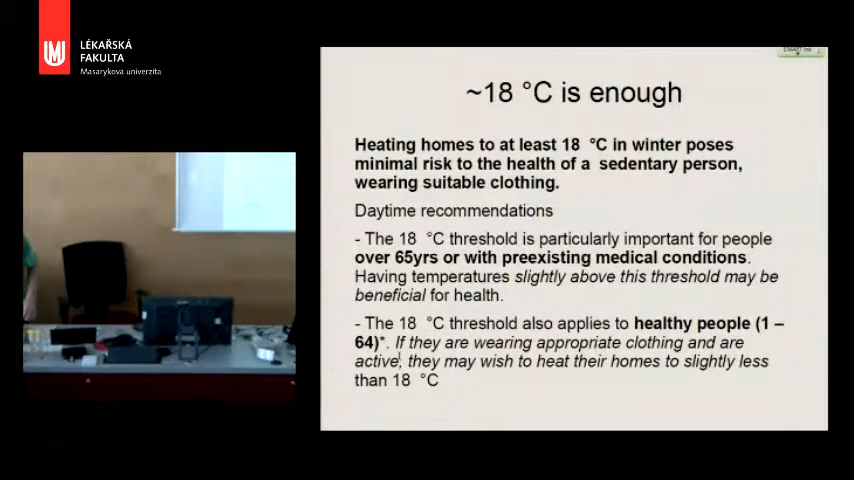 LÉKAŘSKÁ
FAKULTA
Masarykova univerzita
~18 °C is enough
Heating homes to at least 18 °C in winter poses
minimal risk to the health of a sedentary person,
wearing suitable clothing.
Daytime recommendations
- The 18 °C threshold is particularly important for people
over 65yrs or with preexisting medical conditions.
Having temperatures slightly above this threshold may be
beneficial for health.
- The 18 °C threshold also applies to healthy people (1 –
64)*. If they are wearing appropriate clothing and are
active, they may wish to heat their homes to slightly less
than 18 °C